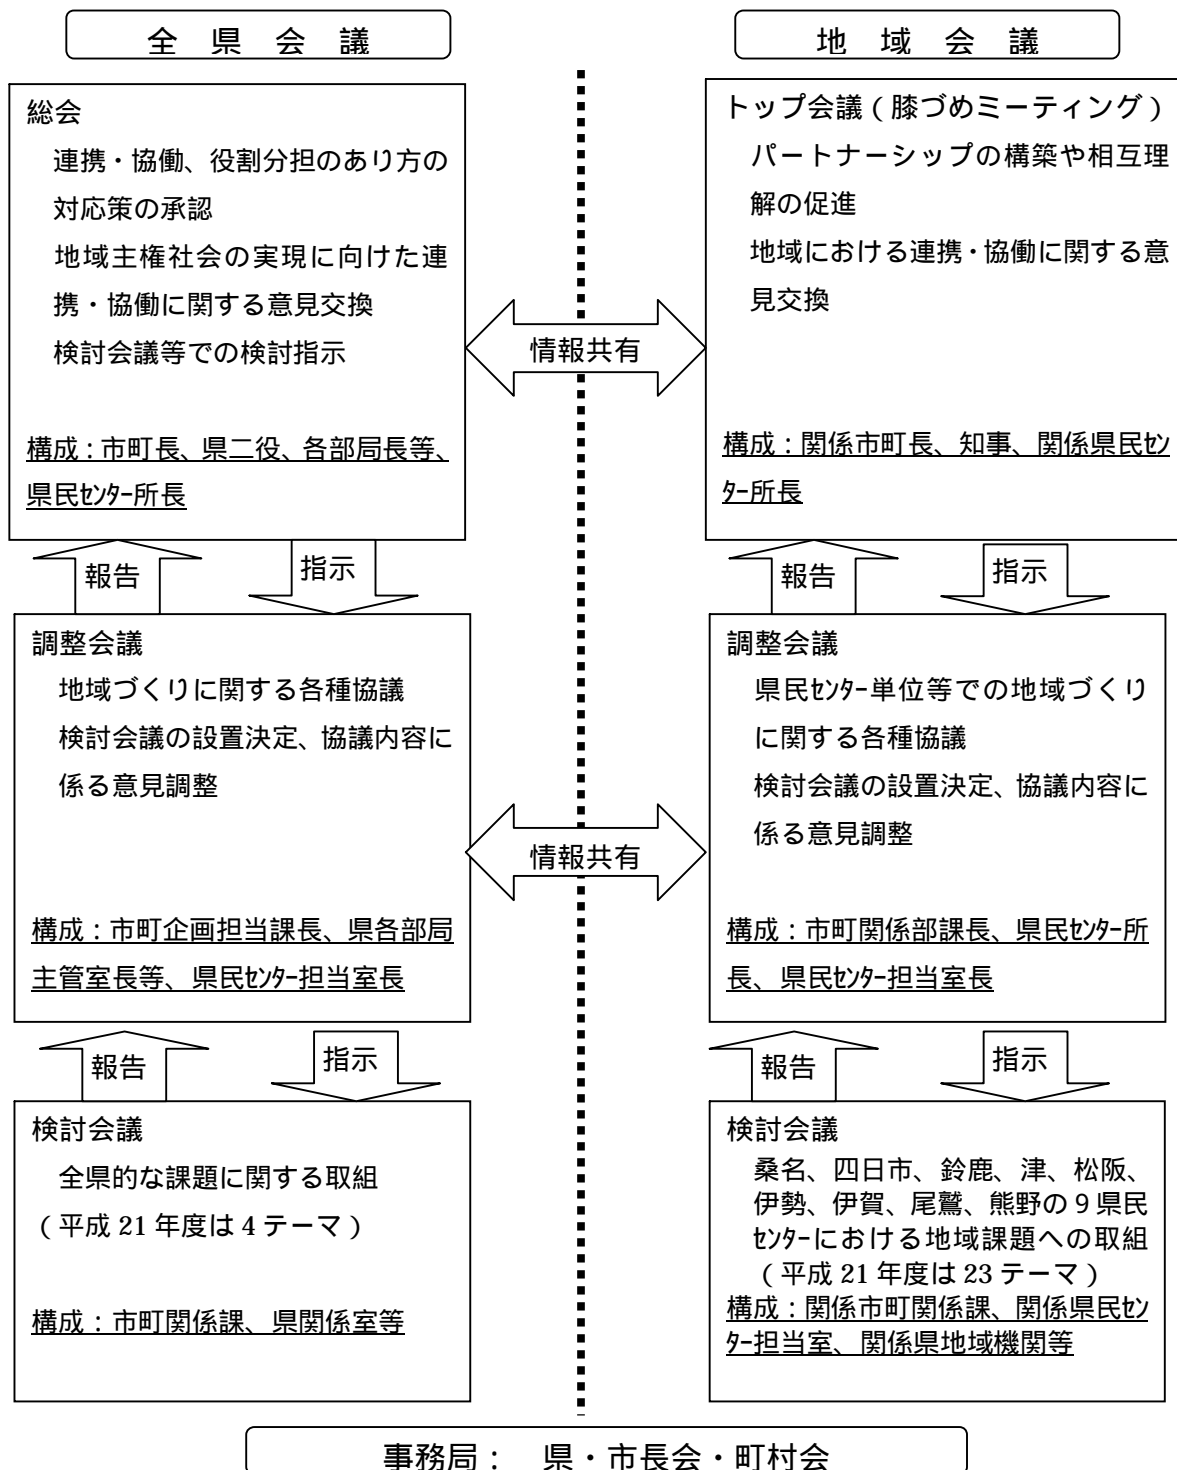 全県会議
総会
連携・協働、役割分担のあり方の
対応策の承認
地域主権社会の実現に向けた連
携・協働に関する意見交換
検討会議等での検討指示
構成：市町長、県二役、各部局長等、
県民ｾﾝﾀｰ所長
報告
指示
調整会議
地域づくりに関する各種協議
検討会議の設置決定、協議内容に
係る意見調整
構成：市町企画担当課長、県各部局
主管室長等、県民ｾﾝﾀｰ担当室長
報告
指示
検討会議
全県的な課題に関する取組
（平成 21 年度は 4 テーマ）
構成：市町関係課、県関係室等
情報共有
情報共有
地域会議
トップ会議（膝づめミーティング）
パートナーシップの構築や相互理
解の促進
地域における連携・協働に関する意
見交換
構成：関係市町長、知事、関係県民ｾﾝ
ﾀｰ所長
報告
指示
調整会議
県民ｾﾝﾀｰ単位等での地域づくり
に関する各種協議
検討会議の設置決定、協議内容に
係る意見調整
構成：市町関係部課長、県民ｾﾝﾀｰ所
長、県民ｾﾝﾀｰ担当室長
報告
指示
検討会議
桑名、四日市、鈴鹿、津、松阪、
伊勢、伊賀、尾鷲、熊野の９県民
ｾﾝﾀｰにおける地域課題への取組
（平成 21 年度は 23 テーマ）
構成：関係市町関係課、関係県民ｾﾝ
ﾀｰ担当室、関係県地域機関等
事務局：　県・市長会・町村会